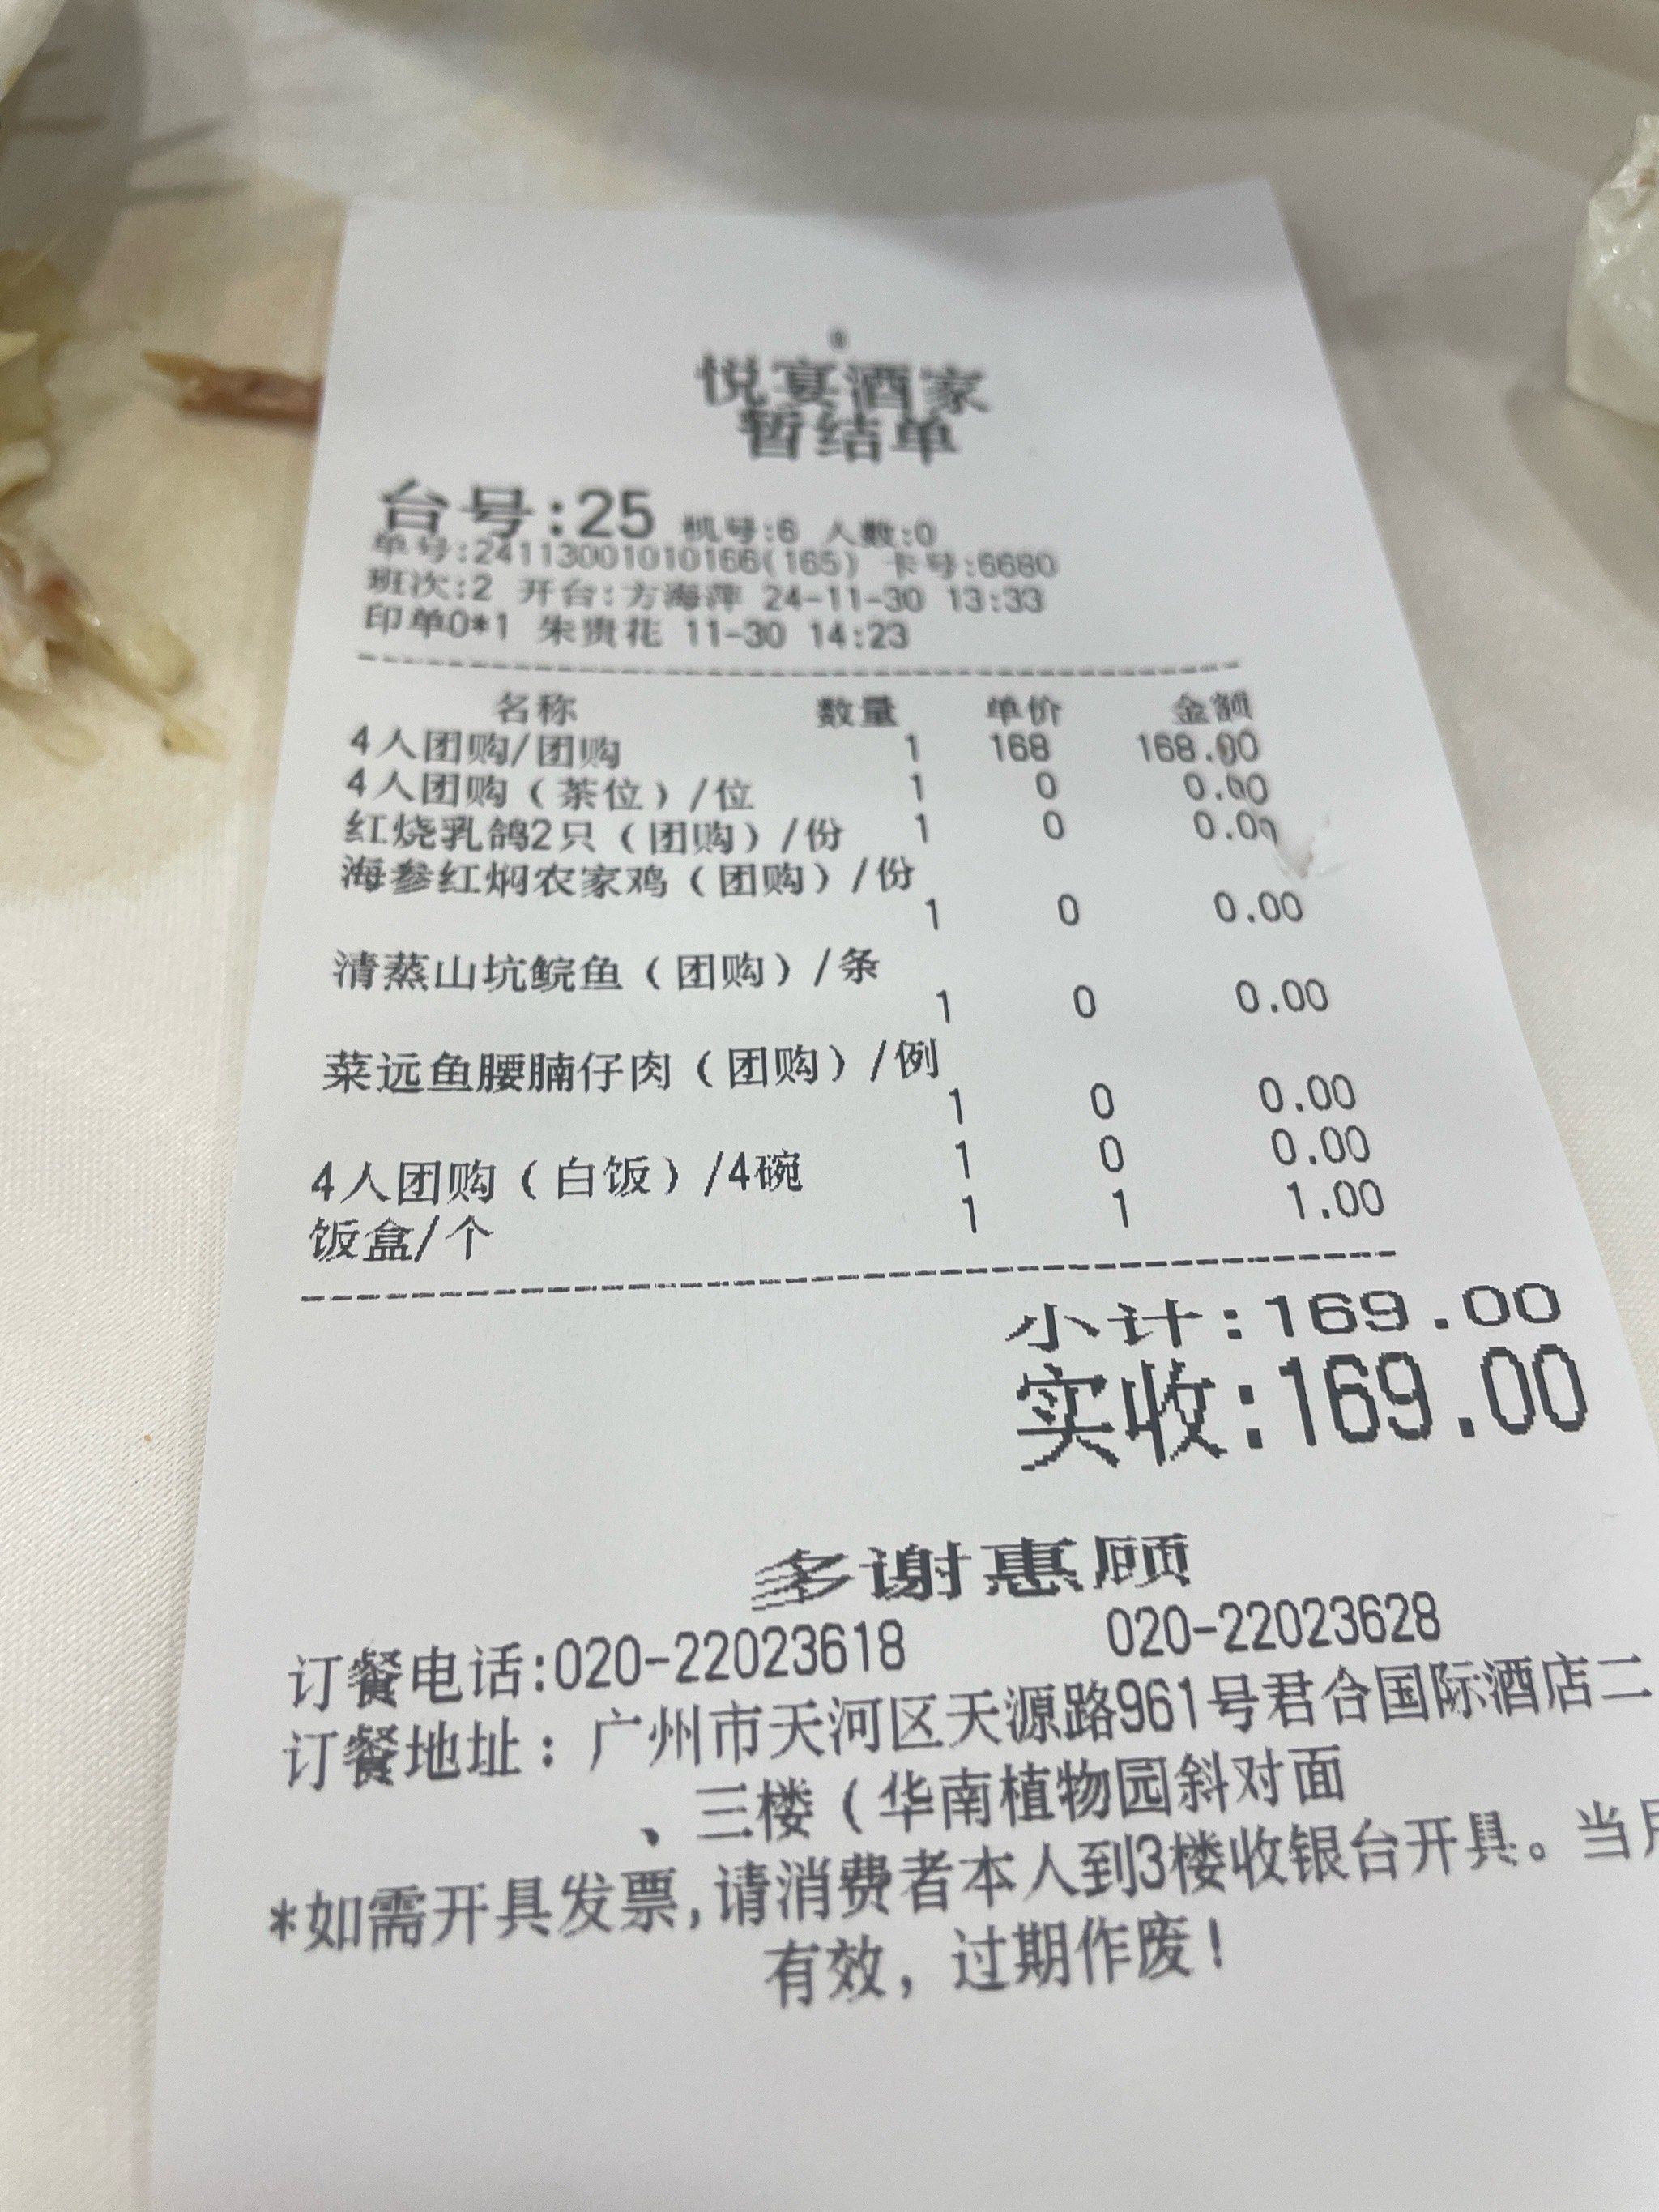 悦宴酒家
暂结单
台号:25 机号:6 人数:0
单号:241130001010166(165) 卡号:6680
班次:2 开台:方海萍 24-11-30 13:33
印单0*1 朱贵花 11-30 14:23
名称 数量 单价 金额
4人团购/团购 1 168 168.00
4人团购(茶位)/位 1 0 0.00
红烧乳鸽2只(团购)/份 1 0 0.00
海参红焖农家鸡(团购)/份
1 0 0.00
清蒸山坑鲩鱼(团购)/条
1 0 0.00
菜远鱼腰腩仔肉(团购)/例
1 0 0.00
4人团购(白饭)/4碗 1 0 0.00
饭盒/个 1 1 1.00
小计:169.00
实收:169.00
多谢惠顾
订餐电话:020-22023618 020-22023628
订餐地址：广州市天河区天源路961号君合国际酒店二
、三楼(华南植物园斜对面
*如需开具发票,请消费者本人到3楼收银台开具。当月
有效，过期作废!